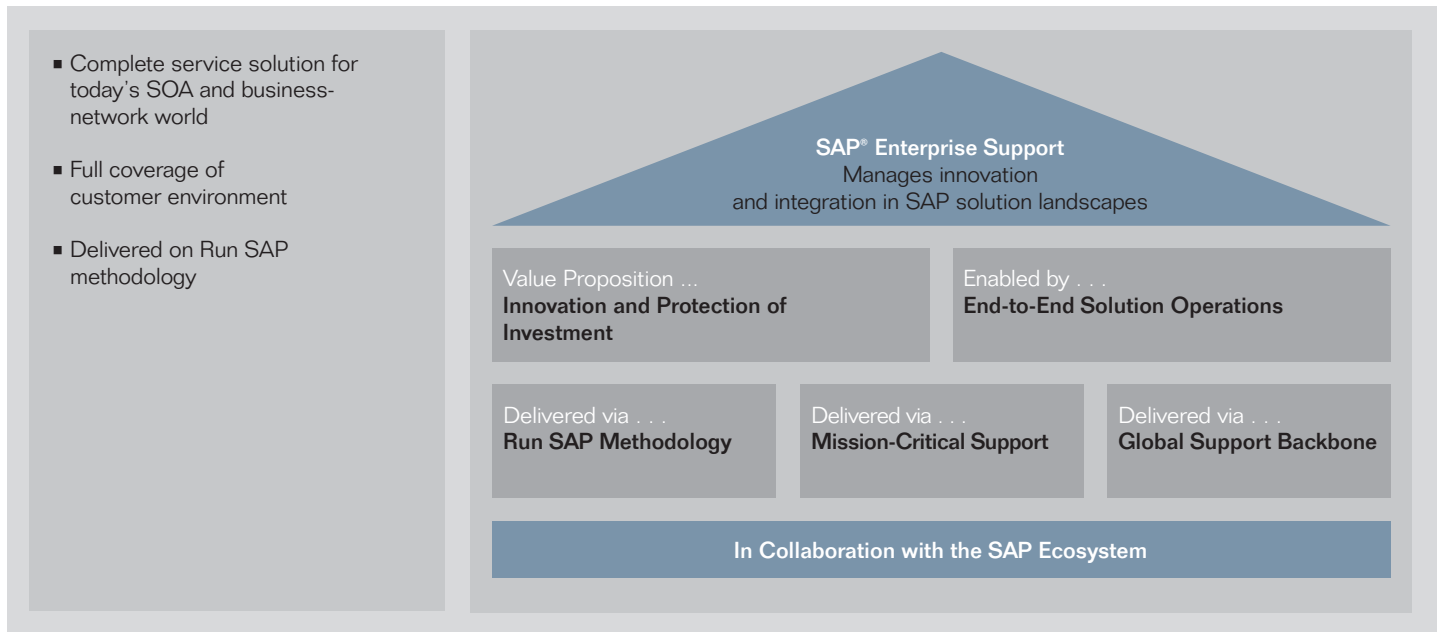 ▪ Complete service solution for
today's SOA and business-
network world
▪ Full coverage of
customer environment
▪ Delivered on Run SAP
methodology
SAP® Enterprise Support
Manages innovation
and integration in SAP solution landscapes
Value Proposition ...
Innovation and Protection of
Investment
Enabled by . . .
End-to-End Solution Operations
Delivered via . . .
Run SAP Methodology
Delivered via . . .
Mission-Critical Support
Delivered via . . .
Global Support Backbone
In Collaboration with the SAP Ecosystem